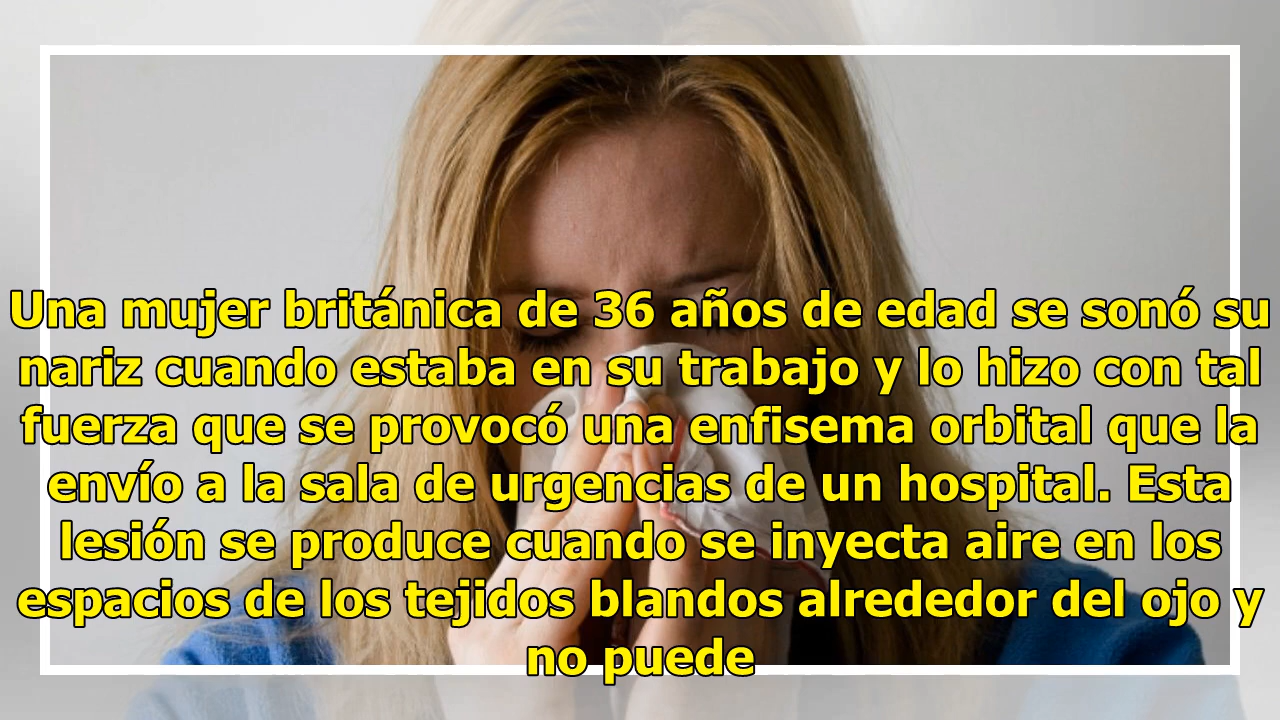 Una mujer británica de 36 años de edad se sonó su
nariz cuando estaba en su trabajo y lo hizo con tal
fuerza que se provocó una enfisema orbital que la
envío a la sala de urgencias de un hospital. Esta
lesión se produce cuando se inyecta aire en los
espacios de los tejidos blandos alrededor del ojo y
no puede